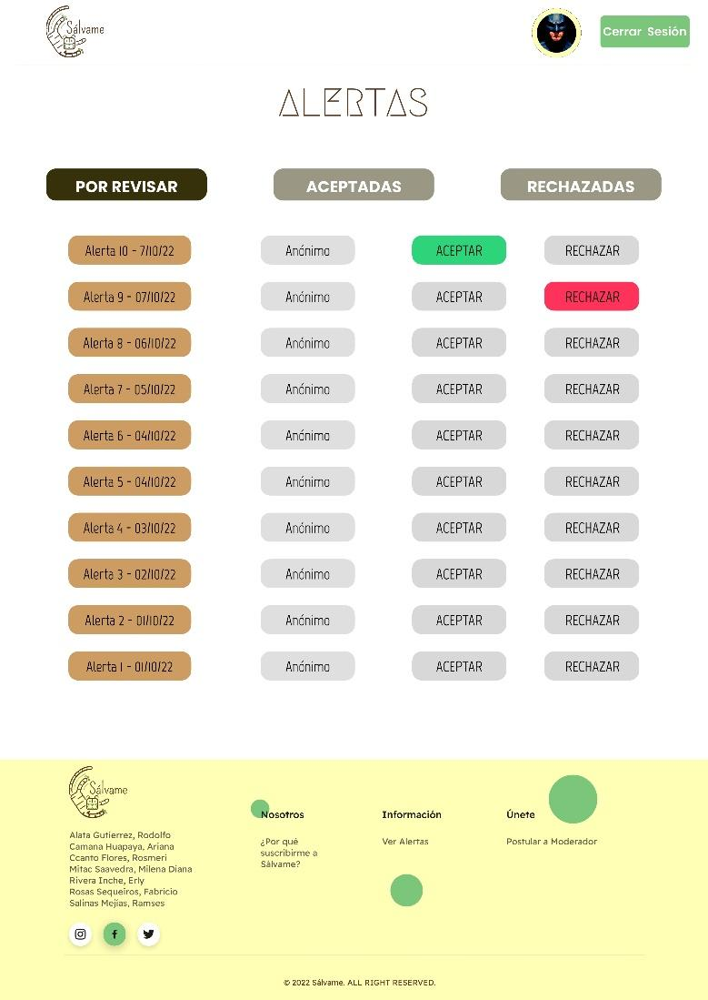 Sálvame
Cerrar Sesión
ALERTAS
POR REVISAR ACEPTADAS RECHAZADAS
Alerta 10 - 7/10/22 Anónimo ACEPTAR RECHAZAR
Alerta 9 - 07/10/22 Anónimo ACEPTAR RECHAZAR
Alerta 8 - 06/10/22 Anónimo ACEPTAR RECHAZAR
Alerta 7 - 05/10/22 Anónimo ACEPTAR RECHAZAR
Alerta 6 - 04/10/22 Anónimo ACEPTAR RECHAZAR
Alerta 5 - 04/10/22 Anónimo ACEPTAR RECHAZAR
Alerta 4 - 03/10/22 Anónimo ACEPTAR RECHAZAR
Alerta 3 - 02/10/22 Anónimo ACEPTAR RECHAZAR
Alerta 2 - 01/10/22 Anónimo ACEPTAR RECHAZAR
Alerta 1 - 01/10/22 Anónimo ACEPTAR RECHAZAR
Sálvame
Alata Gutierrez, Rodolfo
Camana Huapaya, Ariana
Ccanto Flores, Rosmeri
Mitac Saavedra, Milena Diana
Rivera Inche, Erly
Rosas Sequeiros, Fabricio
Salinas Mejías, Ramses
Nosotros
¿Por qué
suscribirme a
Sálvame?
Información
Ver Alertas
Únete
Postular a Moderador
© 2022 Sálvame. ALL RIGHT RESERVED.